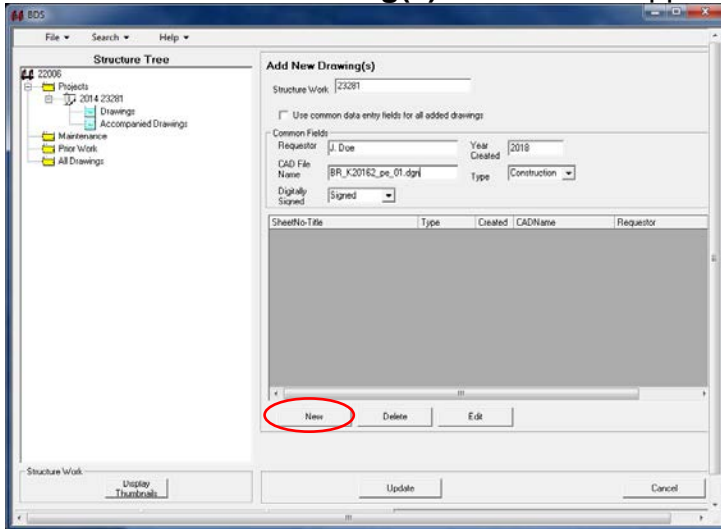 BDS
File Search Help
Structure Tree
22006
Projects
2014 23281
Drawings
Accompanied Drawings
Maintenance
Prior Work
All Drawings
Add New Drawing(s)
Structure Work 23281
Use common data entry fields for all added drawings
Common Fields
Requestor J. Doe Year Created 2018
CAD File Name BR_K20162_pe_01.dgn Type Construction
Digitally Signed Signed
SheetNo-Title Type Created CADName Requestor
New Delete Edit
Structure Work
Display Thumbnails Update Cancel